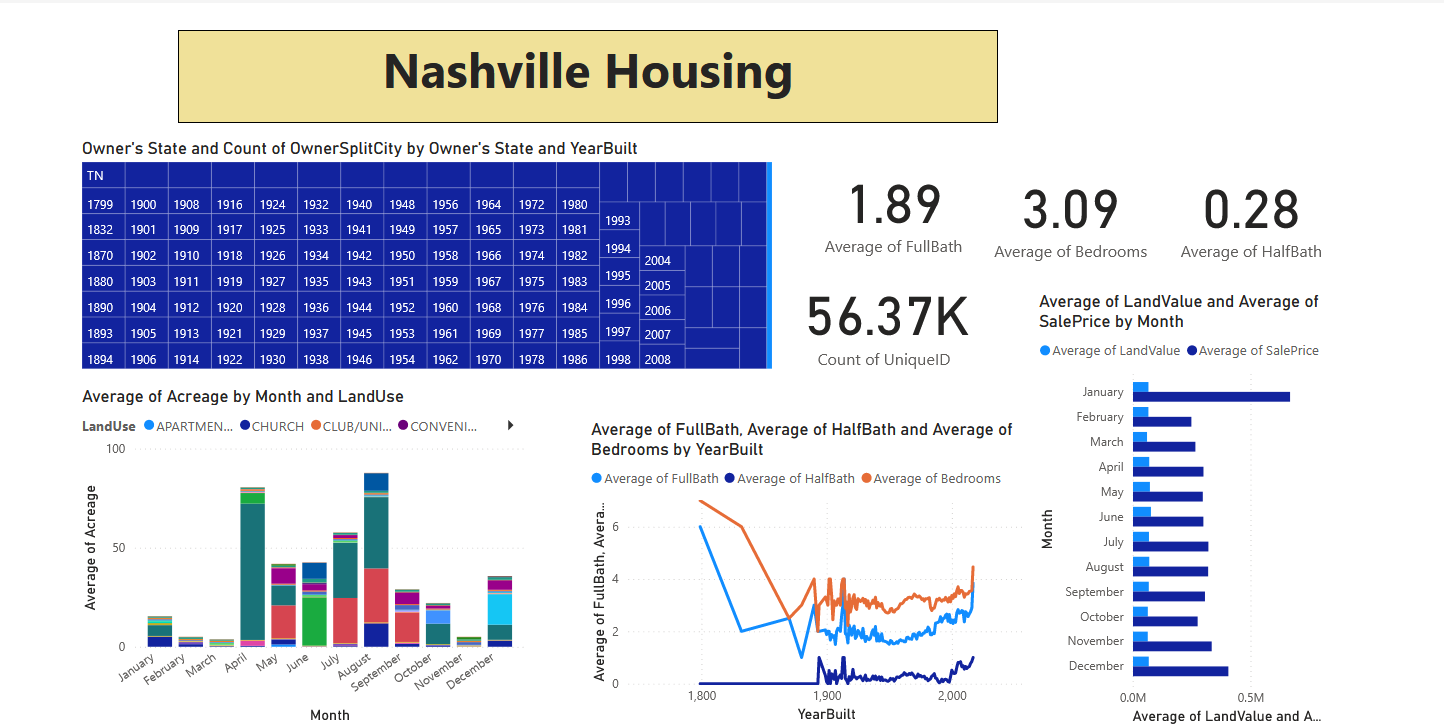 Nashville Housing
Owner's State and Count of OwnerSplitCity by Owner's State and YearBuilt
TN
1799 1900 1908 1916 1924 1932 1940 1948 1956 1964 1972 1980
1832 1901 1909 1917 1925 1933 1941 1949 1957 1965 1973 1981
1870 1902 1910 1918 1926 1934 1942 1950 1958 1966 1974 1982
1880 1903 1911 1919 1927 1935 1943 1951 1959 1967 1975 1983
1890 1904 1912 1920 1928 1936 1944 1952 1960 1968 1976 1984
1893 1905 1913 1921 1929 1937 1945 1953 1961 1969 1977 1985
1894 1906 1914 1922 1930 1938 1946 1954 1962 1970 1978 1986
1993
1994
1995
1996
1997
1998
2004
2005
2006
2007
2008
1.89
Average of FullBath
3.09
Average of Bedrooms
0.28
Average of HalfBath
56.37K
Count of UniqueID
Average of LandValue and Average of
SalePrice by Month
Average of LandValue Average of SalePrice
Month
January
February
March
April
May
June
July
August
September
October
November
December
0.0M 0.5M
Average of LandValue and A...
Average of Acreage by Month and LandUse
LandUse APARTMEN... CHURCH CLUB/UNI... CONVENI...
Average of Acreage
100
50
0
January February March April May June July August September October November December
Month
Average of FullBath, Average of HalfBath and Average of
Bedrooms by YearBuilt
Average of FullBath Average of HalfBath Average of Bedrooms
Average of FullBath, Avera...
6
4
2
0
1,800 1,900 2,000
YearBuilt